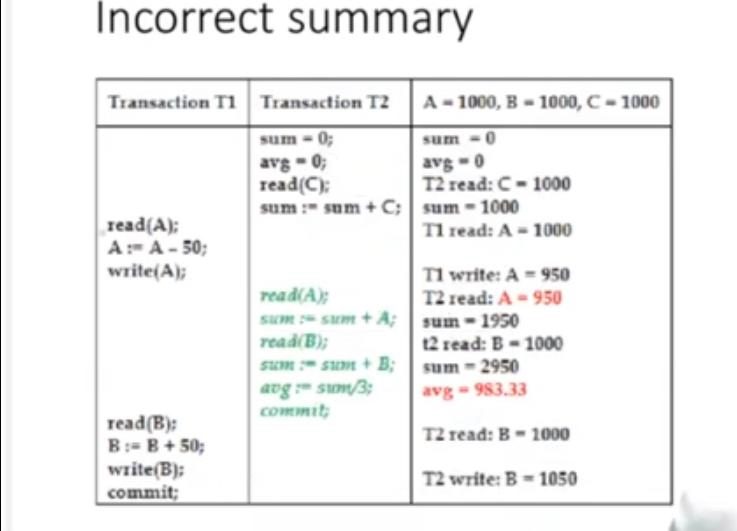 Incorrect summary
Transaction T1 Transaction T2 A = 1000, B = 1000, C = 1000
sum = 0; sum = 0
avg = 0; avg = 0
read(C); T2 read: C = 1000
sum := sum + C; sum = 1000
read(A); T1 read: A = 1000
A := A - 50;
write(A); T1 write: A = 950
read(A); T2 read: A = 950
sum := sum + A; sum = 1950
read(B); t2 read: B = 1000
sum := sum + B; sum = 2950
avg := sum/3; avg = 983.33
commit;
read(B); T2 read: B = 1000
B := B + 50;
write(B); T2 write: B = 1050
commit;